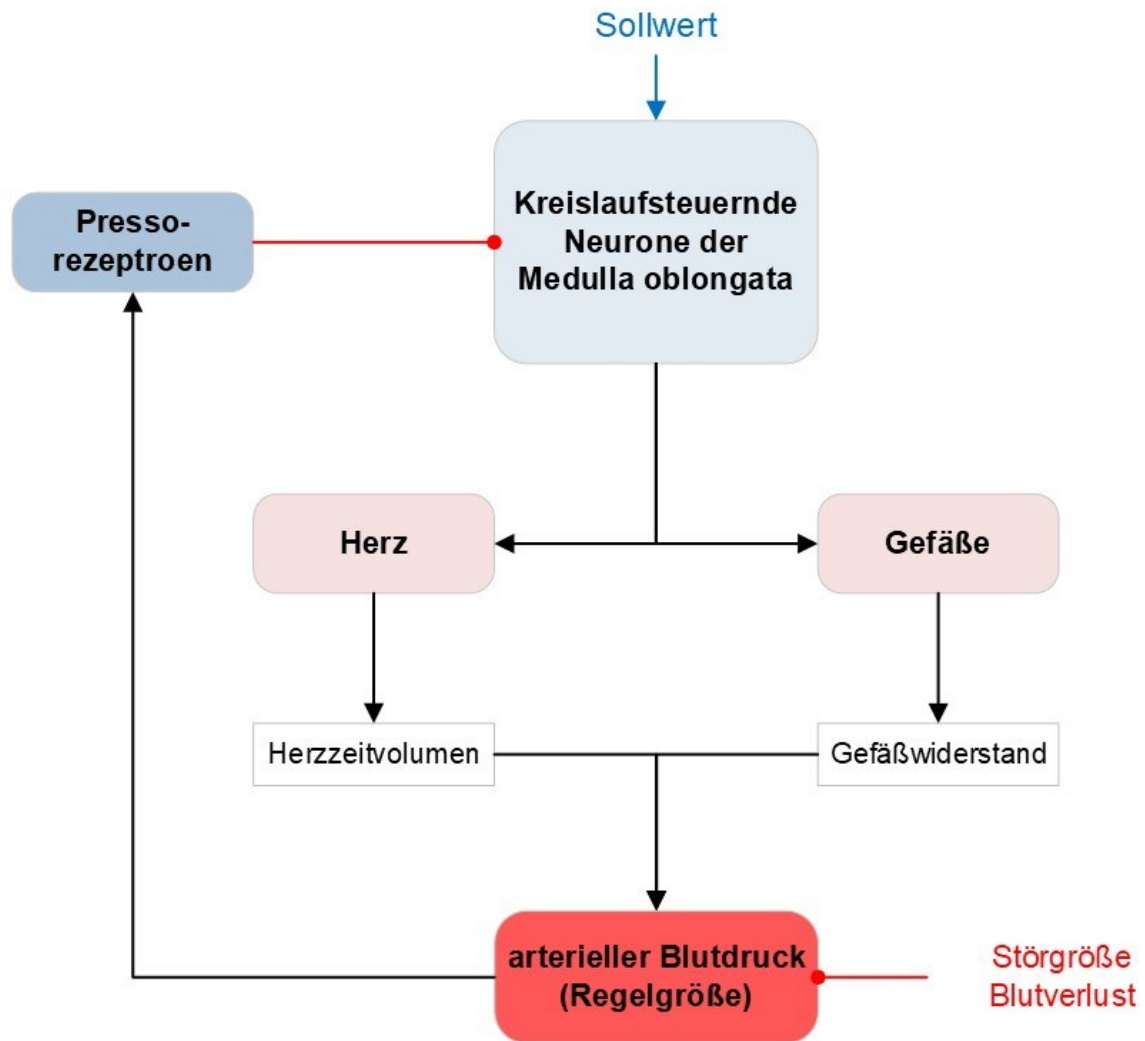 Sollwert
Kreislaufsteuernde
Neurone der
Medulla oblongata
Presso-
rezeptroen
Herz
Gefäße
Herzzeitvolumen
Gefäßwiderstand
arterieller Blutdruck
(Regelgröße)
Störgröße
Blutverlust